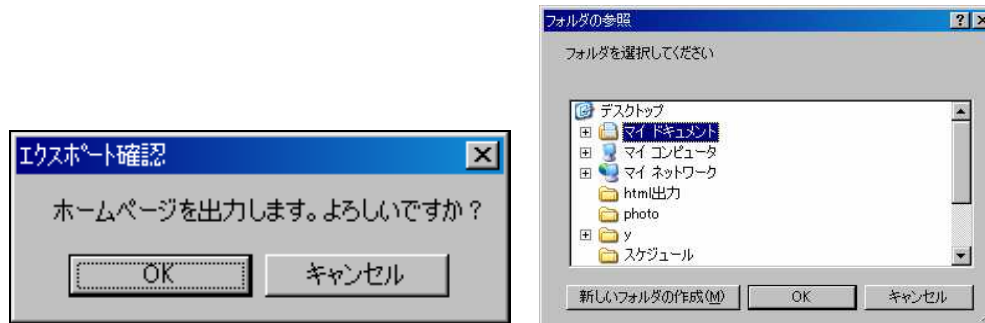 エクスポート確認
ホームページを出力します。よろしいですか？
OK
キャンセル
フォルダの参照
フォルダを選択してください
デスクトップ
マイ ドキュメント
マイ コンピュータ
マイ ネットワーク
html出力
photo
y
スケジュール
新しいフォルダの作成(M)
OK
キャンセル